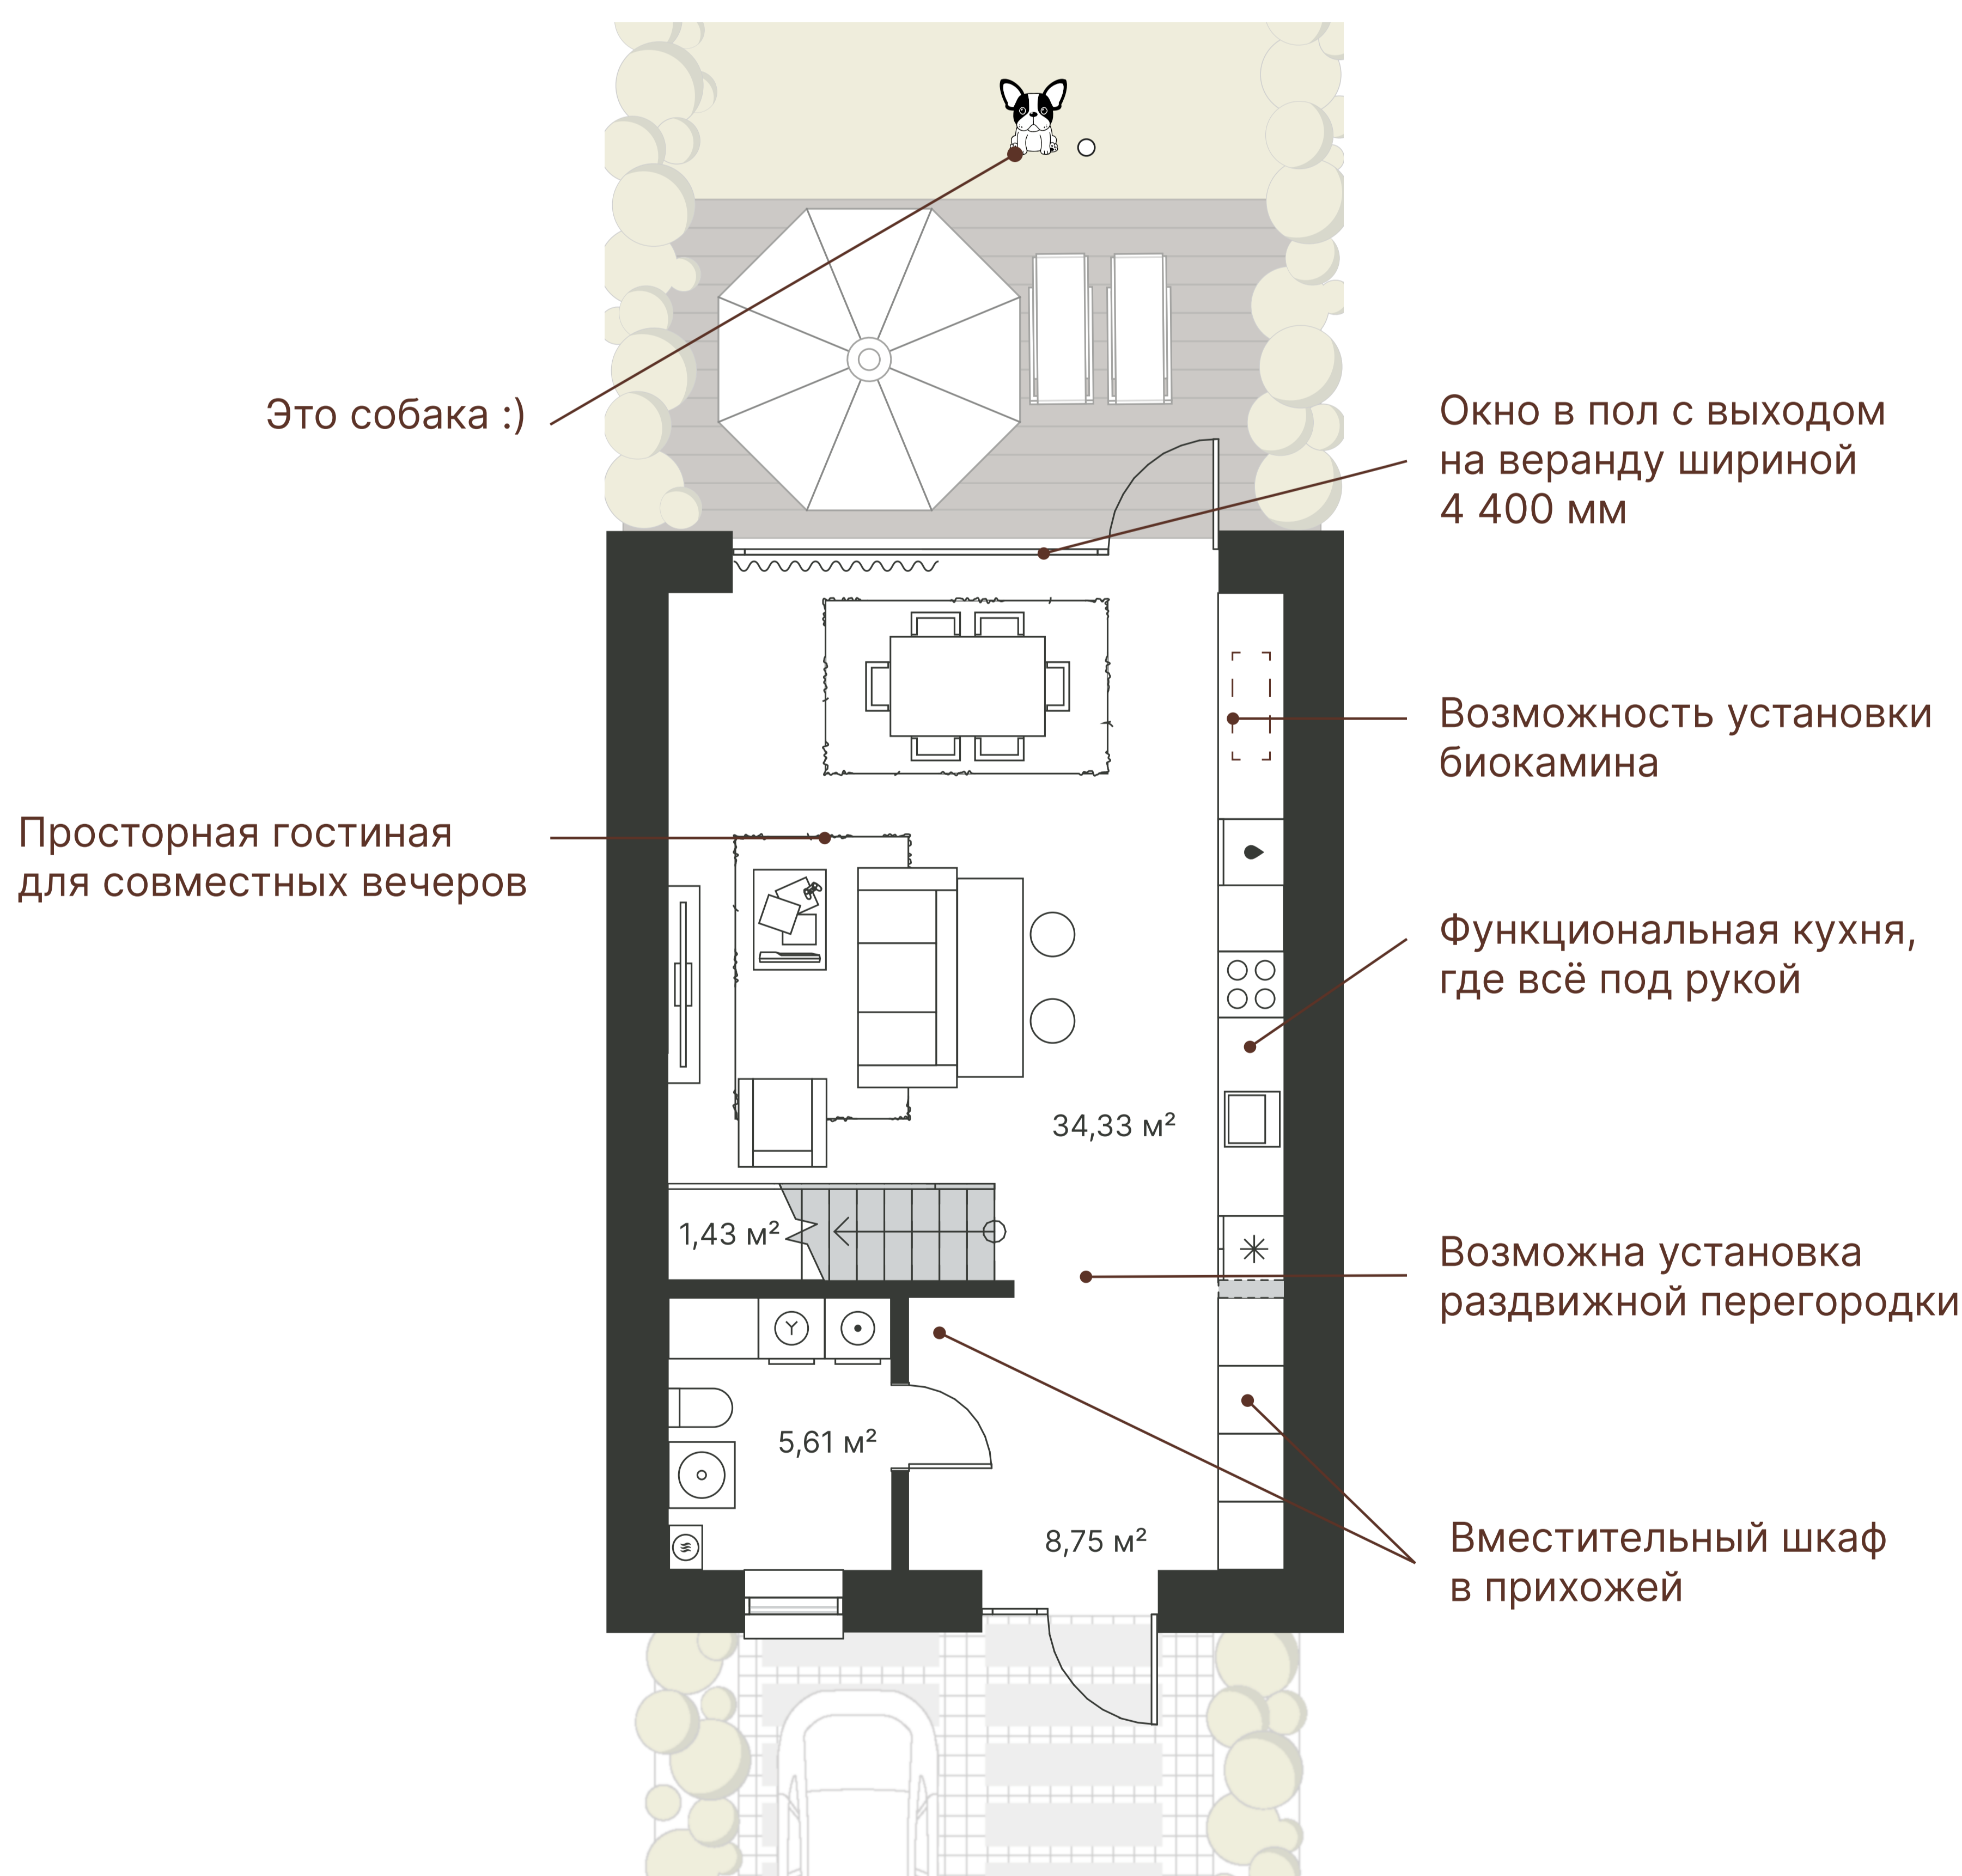 Это собака :)
Окно в пол с выходом
на веранду шириной
4 400 мм
Возможность установки
биокамина
Просторная гостиная
для совместных вечеров
Функциональная кухня,
где всё под рукой
34,33 м²
1,43 м²
Возможна установка
раздвижной перегородки
5,61 м²
8,75 м²
Вместительный шкаф
в прихожей